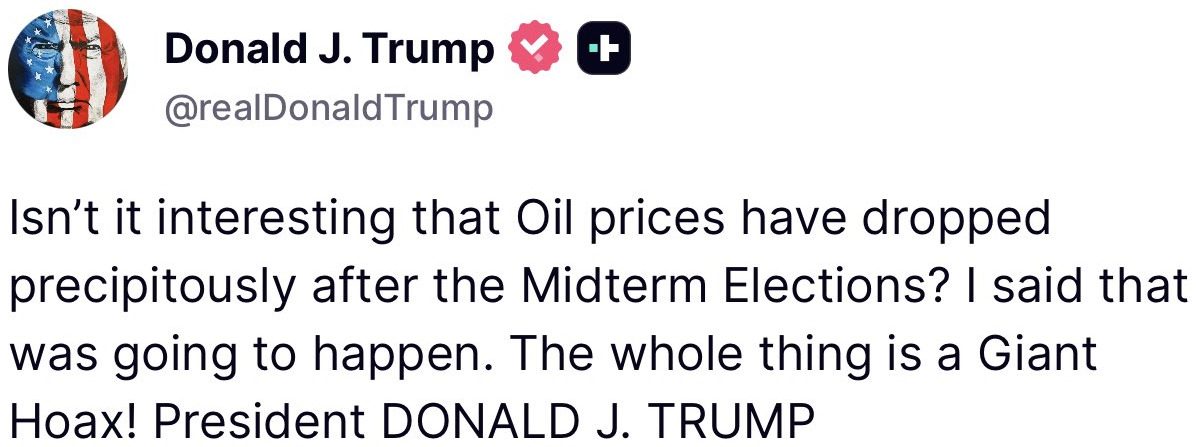 Donald J. Trump
@realDonaldTrump
Isn’t it interesting that Oil prices have dropped
precipitously after the Midterm Elections? I said that
was going to happen. The whole thing is a Giant
Hoax! President DONALD J. TRUMP